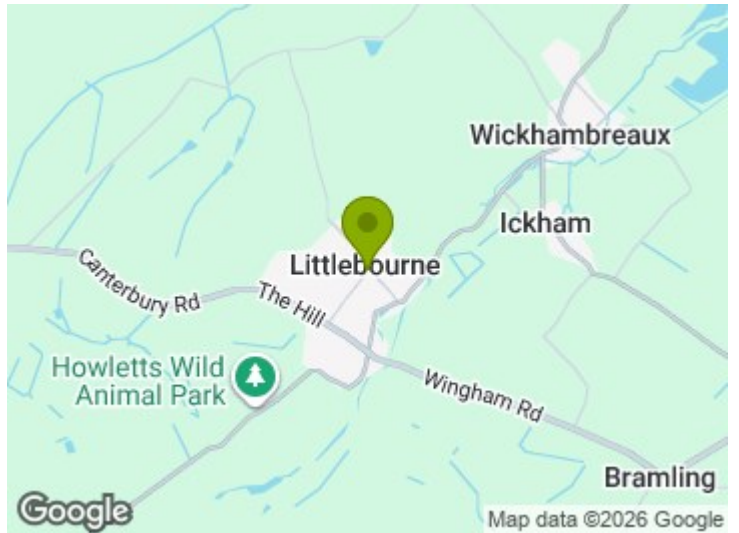 Wickhambreaux
Ickham
Littlebourne
Canterbury Rd
The Hill
Howletts Wild
Animal Park
Wingham Rd
Bramling
Google
Map data ©2026 Google